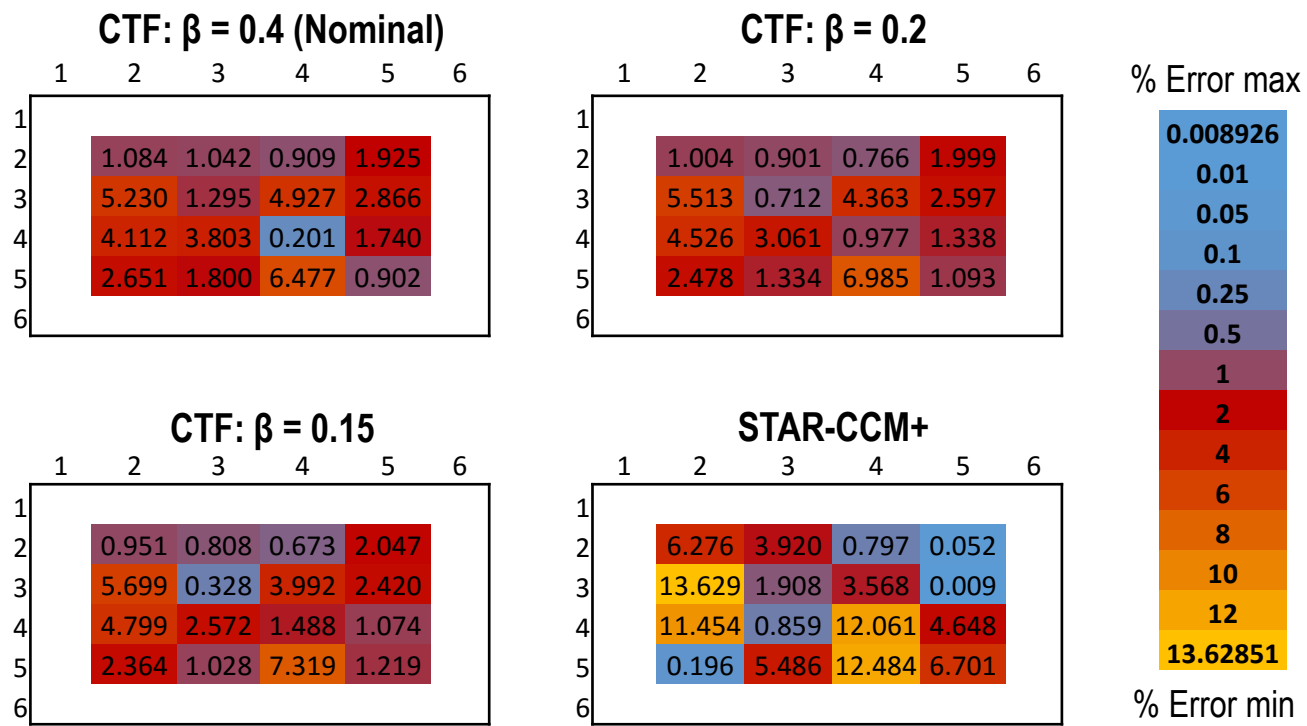 CTF: β = 0.4 (Nominal)
1 2 3 4 5 6
1
2 1.084 1.042 0.909 1.925
3 5.230 1.295 4.927 2.866
4 4.112 3.803 0.201 1.740
5 2.651 1.800 6.477 0.902
6
CTF: β = 0.2
1 2 3 4 5 6
1
2 1.004 0.901 0.766 1.999
3 5.513 0.712 4.363 2.597
4 4.526 3.061 0.977 1.338
5 2.478 1.334 6.985 1.093
6
CTF: β = 0.15
1 2 3 4 5 6
1
2 0.951 0.808 0.673 2.047
3 5.699 0.328 3.992 2.420
4 4.799 2.572 1.488 1.074
5 2.364 1.028 7.319 1.219
6
STAR-CCM+
1 2 3 4 5 6
1
2 6.276 3.920 0.797 0.052
3 13.629 1.908 3.568 0.009
4 11.454 0.859 12.061 4.648
5 0.196 5.486 12.484 6.701
6
% Error max
0.008926
0.01
0.05
0.1
0.25
0.5
1
2
4
6
8
10
12
13.62851
% Error min